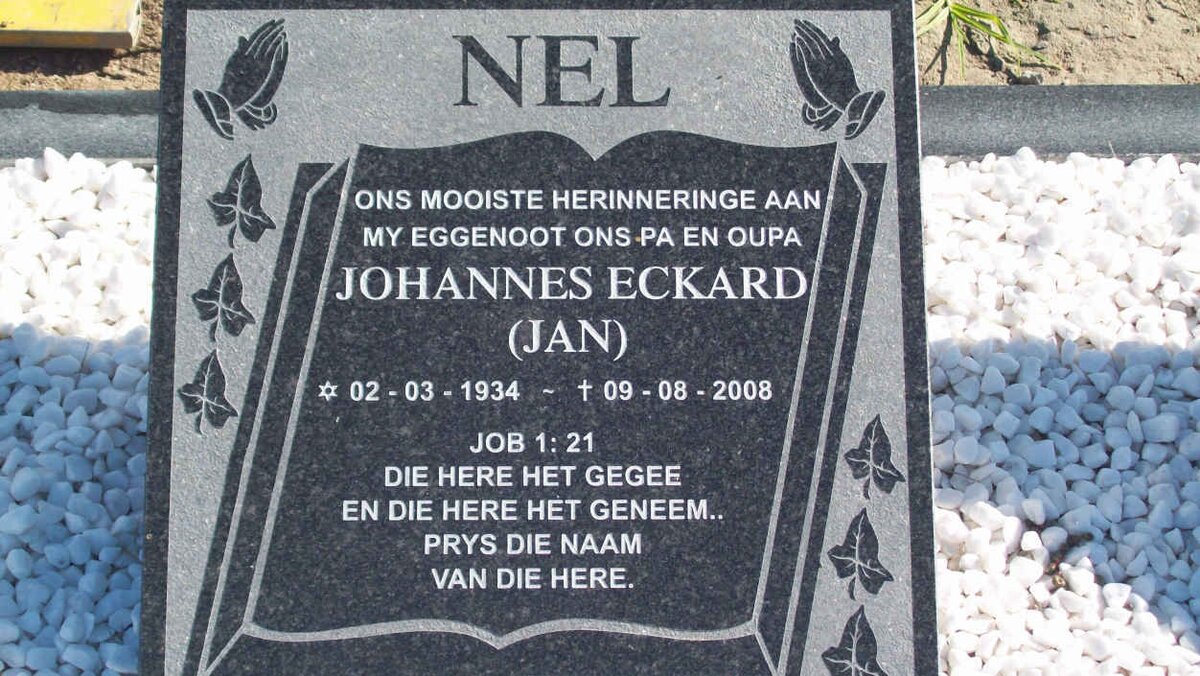 NEL
ONS MOOISTE HERINNERINGE AAN
MY EGGENOOT ONS PA EN OUPA
JOHANNES ECKARD
(JAN)
✡ 02 - 03 - 1934 ~ † 09 - 08 - 2008
JOB 1: 21
DIE HERE HET GEGEE
EN DIE HERE HET GENEEM..
PRYS DIE NAAM
VAN DIE HERE.